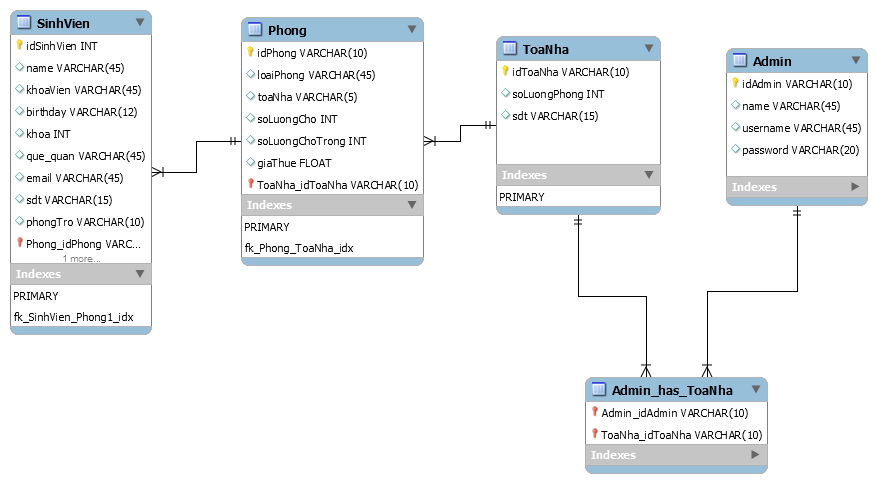 SinhVien
idSinhVien INT
name VARCHAR(45)
khoaVien VARCHAR(45)
birthday VARCHAR(12)
khoa INT
que_quan VARCHAR(45)
email VARCHAR(45)
sdt VARCHAR(15)
phongTro VARCHAR(10)
Phong_idPhong VARC...
1 more...
Indexes
PRIMARY
fk_SinhVien_Phong1_idx
Phong
idPhong VARCHAR(10)
loaiPhong VARCHAR(45)
toaNha VARCHAR(5)
soLuongCho INT
soLuongChoTrong INT
giaThue FLOAT
ToaNha_idToaNha VARCHAR(10)
Indexes
PRIMARY
fk_Phong_ToaNha_idx
ToaNha
idToaNha VARCHAR(10)
soLuongPhong INT
sdt VARCHAR(15)
Indexes
PRIMARY
Admin
idAdmin VARCHAR(10)
name VARCHAR(45)
username VARCHAR(45)
password VARCHAR(20)
Indexes
Admin_has_ToaNha
Admin_idAdmin VARCHAR(10)
ToaNha_idToaNha VARCHAR(10)
Indexes